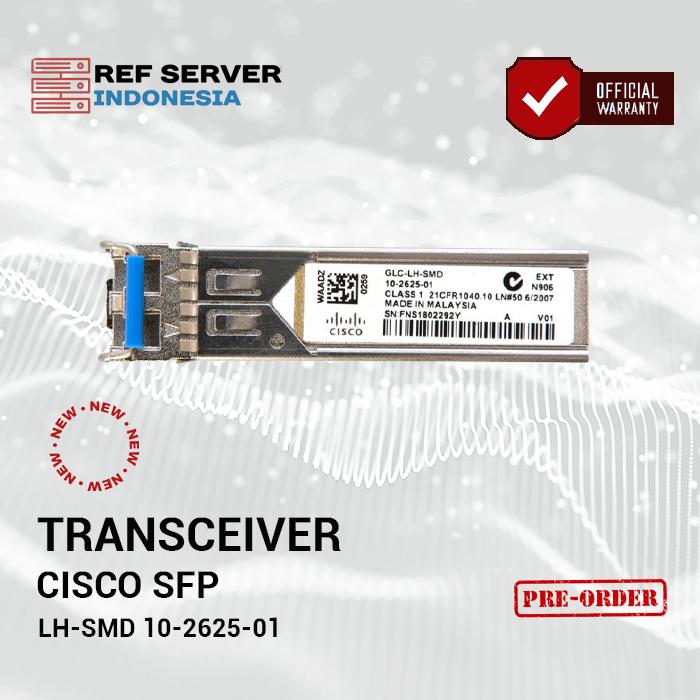 REF SERVER
INDONESIA
OFFICIAL
WARRANTY
WAADZ
0259
GLC-LH-SMD
10-2625-01
CLASS 1 21CFR1040.10 LN#50 6/2007
MADE IN MALAYSIA
SN:FNS1802292Y
A V01
EXT
N906
CISCO
NEW • NEW • NEW • NEW • NEW •
TRANSCEIVER
CISCO SFP
LH-SMD 10-2625-01
PRE-ORDER